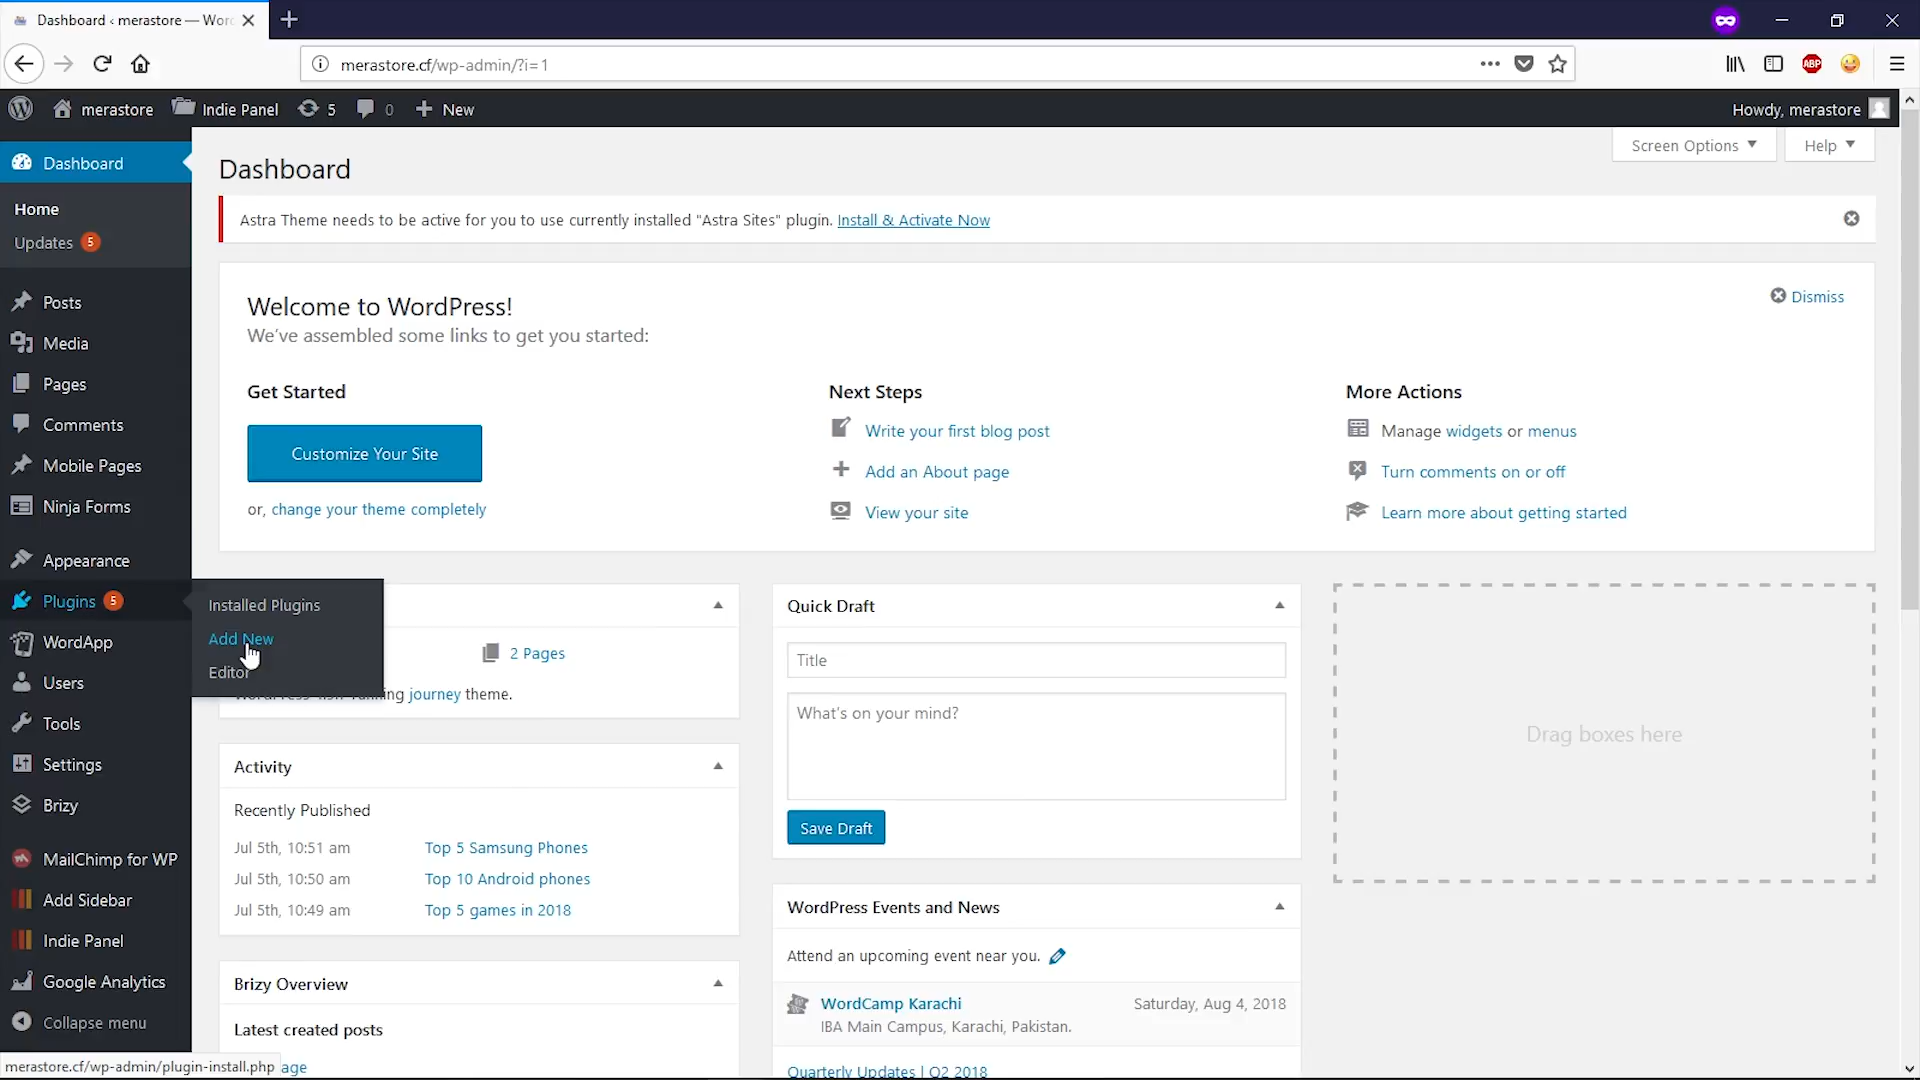 Dashboard ‹ merastore — Wor
merastore.cf/wp-admin/?i=1
ABP
merastore
Indie Panel
5
0
New
Howdy, merastore
Dashboard
Home
Updates 5
Posts
Media
Pages
Comments
Mobile Pages
Ninja Forms
Appearance
Plugins 5
WordApp
Users
Tools
Settings
Brizy
MailChimp for WP
Add Sidebar
Indie Panel
Google Analytics
Collapse menu
Installed Plugins
Add New
Editor
Screen Options
Help
Dashboard
Astra Theme needs to be active for you to use currently installed "Astra Sites" plugin. Install & Activate Now
Welcome to WordPress!
Dismiss
We've assembled some links to get you started:
Get Started
Customize Your Site
or, change your theme completely
Next Steps
Write your first blog post
Add an About page
View your site
More Actions
Manage widgets or menus
Turn comments on or off
Learn more about getting started
2 Pages
journey theme.
Activity
Recently Published
Jul 5th, 10:51 am Top 5 Samsung Phones
Jul 5th, 10:50 am Top 10 Android phones
Jul 5th, 10:49 am Top 5 games in 2018
Brizy Overview
Latest created posts
age
Quick Draft
Title
What's on your mind?
Save Draft
WordPress Events and News
Attend an upcoming event near you.
WordCamp Karachi Saturday, Aug 4, 2018
IBA Main Campus, Karachi, Pakistan.
Quarterly Updates | Q2 2018
Drag boxes here
merastore.cf/wp-admin/plugin-install.php